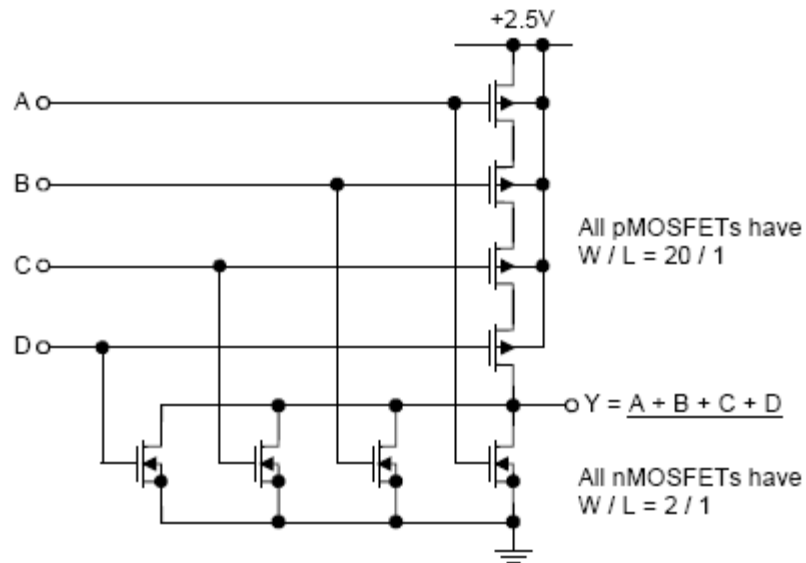 +2.5V
A
B
C
D
All pMOSFETs have
W / L = 20 / 1
Y = A + B + C + D
All nMOSFETs have
W / L = 2 / 1